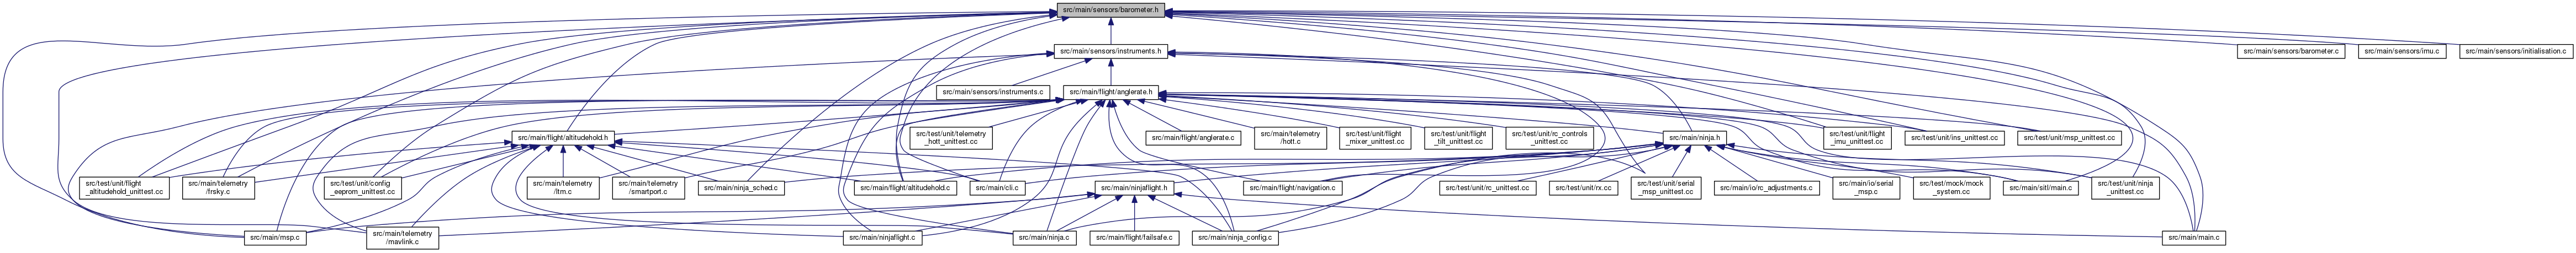 src/main/sensors/barometer.h
src/main/sensors/instruments.h
src/main/sensors/barometer.c
src/main/sensors/imu.c
src/main/sensors/initialisation.c
src/main/sensors/instruments.c
src/main/flight/anglerate.h
src/main/flight/altitudehold.h
src/test/unit/telemetry
_hott_unittest.cc
src/main/flight/anglerate.c
src/main/telemetry
/hott.c
src/test/unit/flight
_mixer_unittest.cc
src/test/unit/flight
_tilt_unittest.cc
src/test/unit/rc_controls
_unittest.cc
src/main/ninja.h
src/test/unit/flight
_imu_unittest.cc
src/test/unit/ins_unittest.cc
src/test/unit/msp_unittest.cc
src/test/unit/flight
_altitudehold_unittest.cc
src/main/telemetry
/frsky.c
src/test/unit/config
_eeprom_unittest.cc
src/main/telemetry
/ltm.c
src/main/telemetry
/smartport.c
src/main/ninja_sched.c
src/main/flight/altitudehold.c
src/main/cli.c
src/main/ninjaflight.h
src/main/flight/navigation.c
src/test/unit/rc_unittest.cc
src/test/unit/rx.cc
src/test/unit/serial
_msp_unittest.cc
src/main/io/rc_adjustments.c
src/main/io/serial
_msp.c
src/test/mock/mock
_system.cc
src/main/sitl/main.c
src/test/unit/ninja
_unittest.cc
src/main/msp.c
src/main/telemetry
/mavlink.c
src/main/ninjaflight.c
src/main/ninja.c
src/main/flight/failsafe.c
src/main/ninja_config.c
src/main/main.c